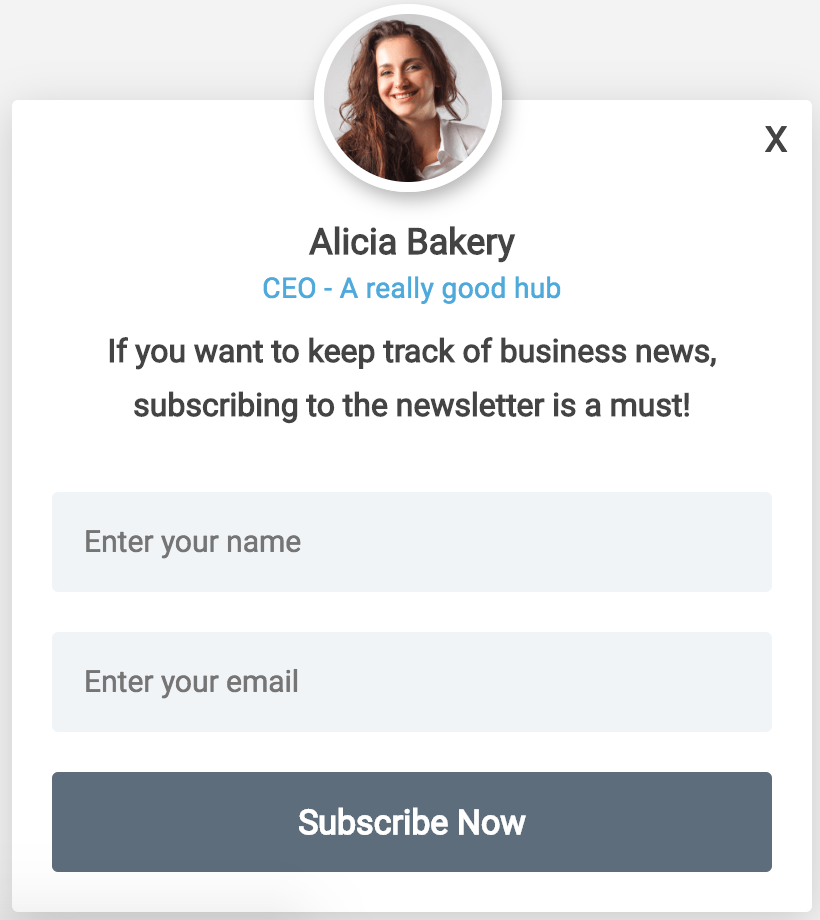 X
Alicia Bakery
CEO - A really good hub
If you want to keep track of business news,
subscribing to the newsletter is a must!
Enter your name
Enter your email
Subscribe Now